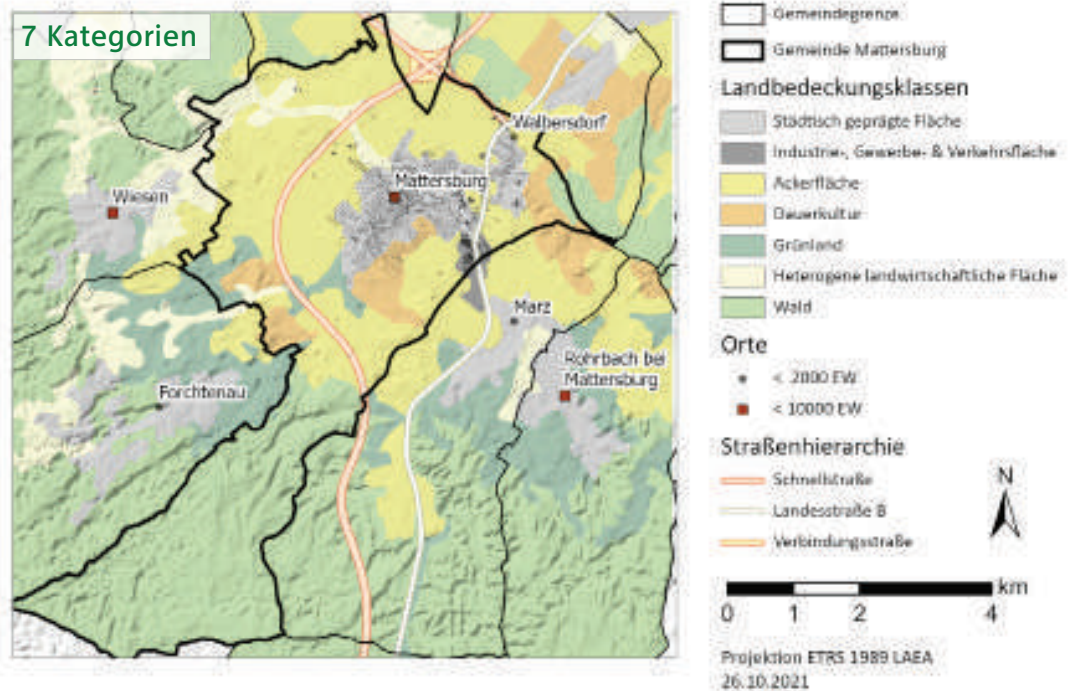 7 Kategorien
Walbersdorf
Mattersburg
Wiesen
Marz
Rohrbach bei
Mattersburg
Forchtenau
Gemeindegrenze
Gemeinde Mattersburg
Landbedeckungsklassen
Städtisch geprägte Fläche
Industrie-, Gewerbe- & Verkehrsfläche
Ackerfläche
Dauerkultur
Grünland
Heterogene landwirtschaftliche Fläche
Wald
Orte
< 2000 EW
< 10000 EW
Straßenhierarchie
Schnellstraße
Landesstraße B
Verbindungsstraße
N
km
0 1 2 4
Projektion ETRS 1989 LAEA
26.10.2021